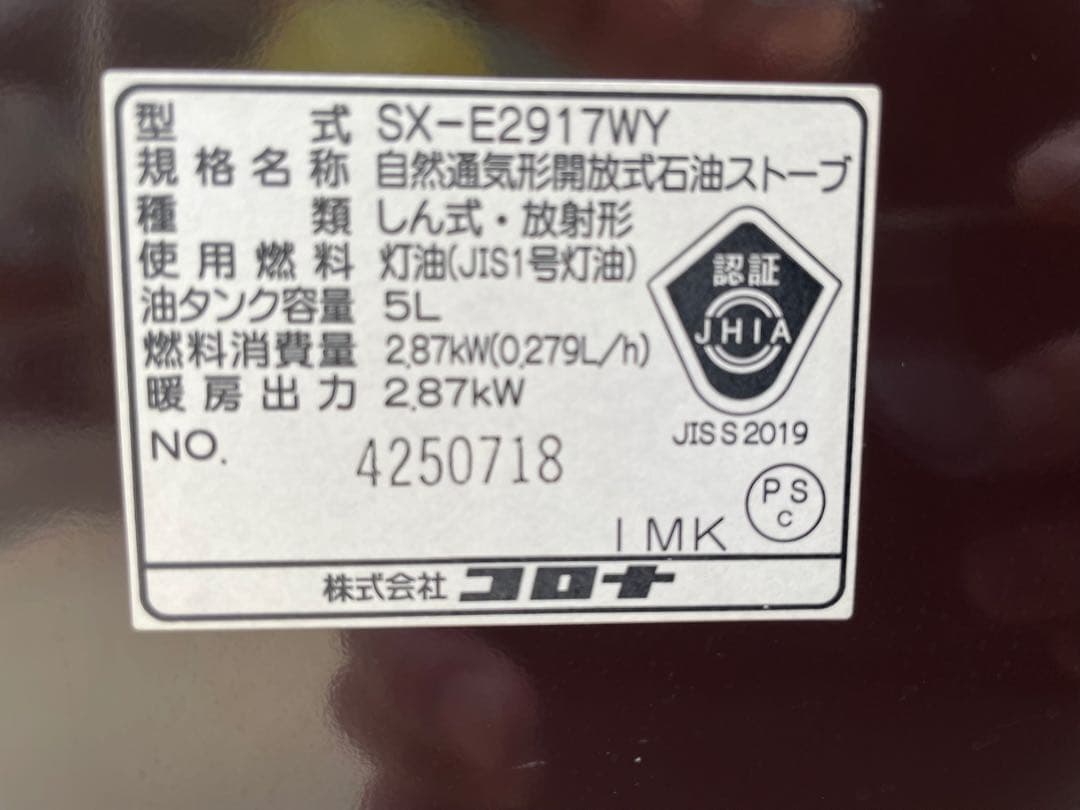 型式 SX-E2917WY
規格名称 自然通気形開放式石油ストーブ
種類 しん式・放射形
使用燃料 灯油(JIS1号灯油)
油タンク容量 5L
燃料消費量 2.87kW(0.279L/h)
暖房出力 2.87kW
認証
JHIA
JIS S 2019
NO. 4250718
PS
C
IMK
株式会社コロナ